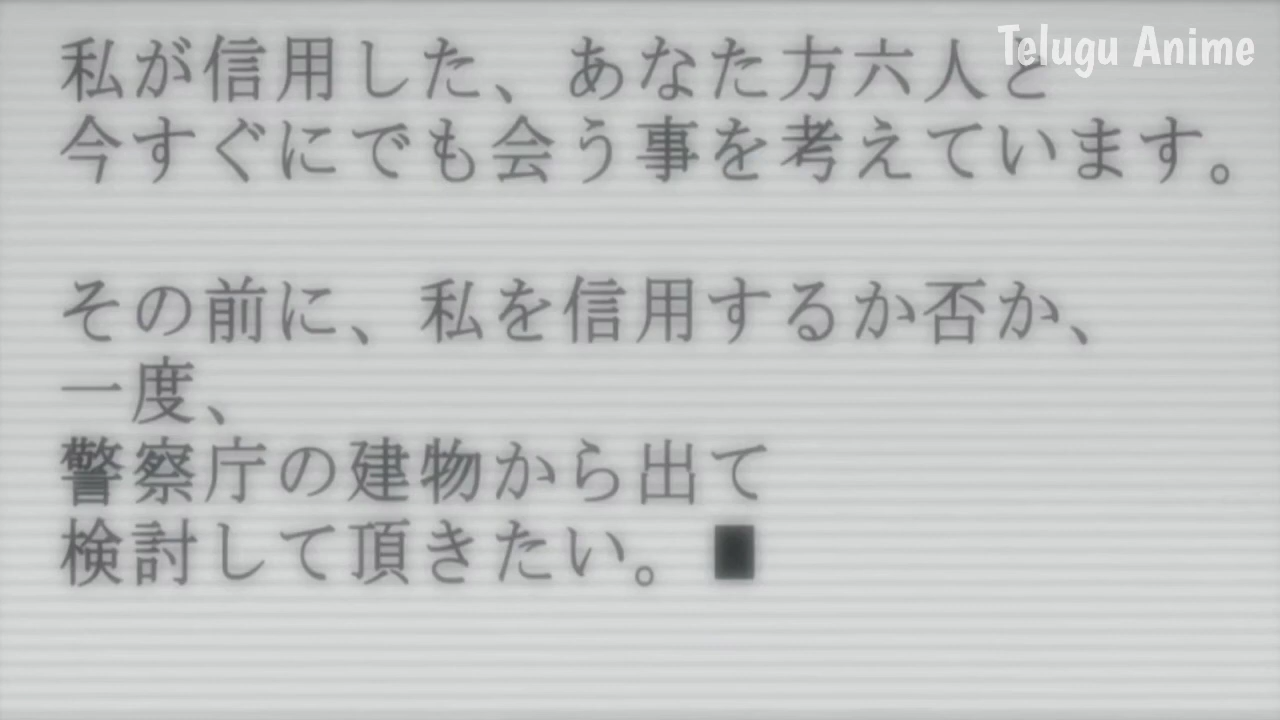 Telugu Anime
私が信用した、あなた方六人と
今すぐにでも会う事を考えています。
その前に、私を信用するか否か、
一度、
警察庁の建物から出て
検討して頂きたい。